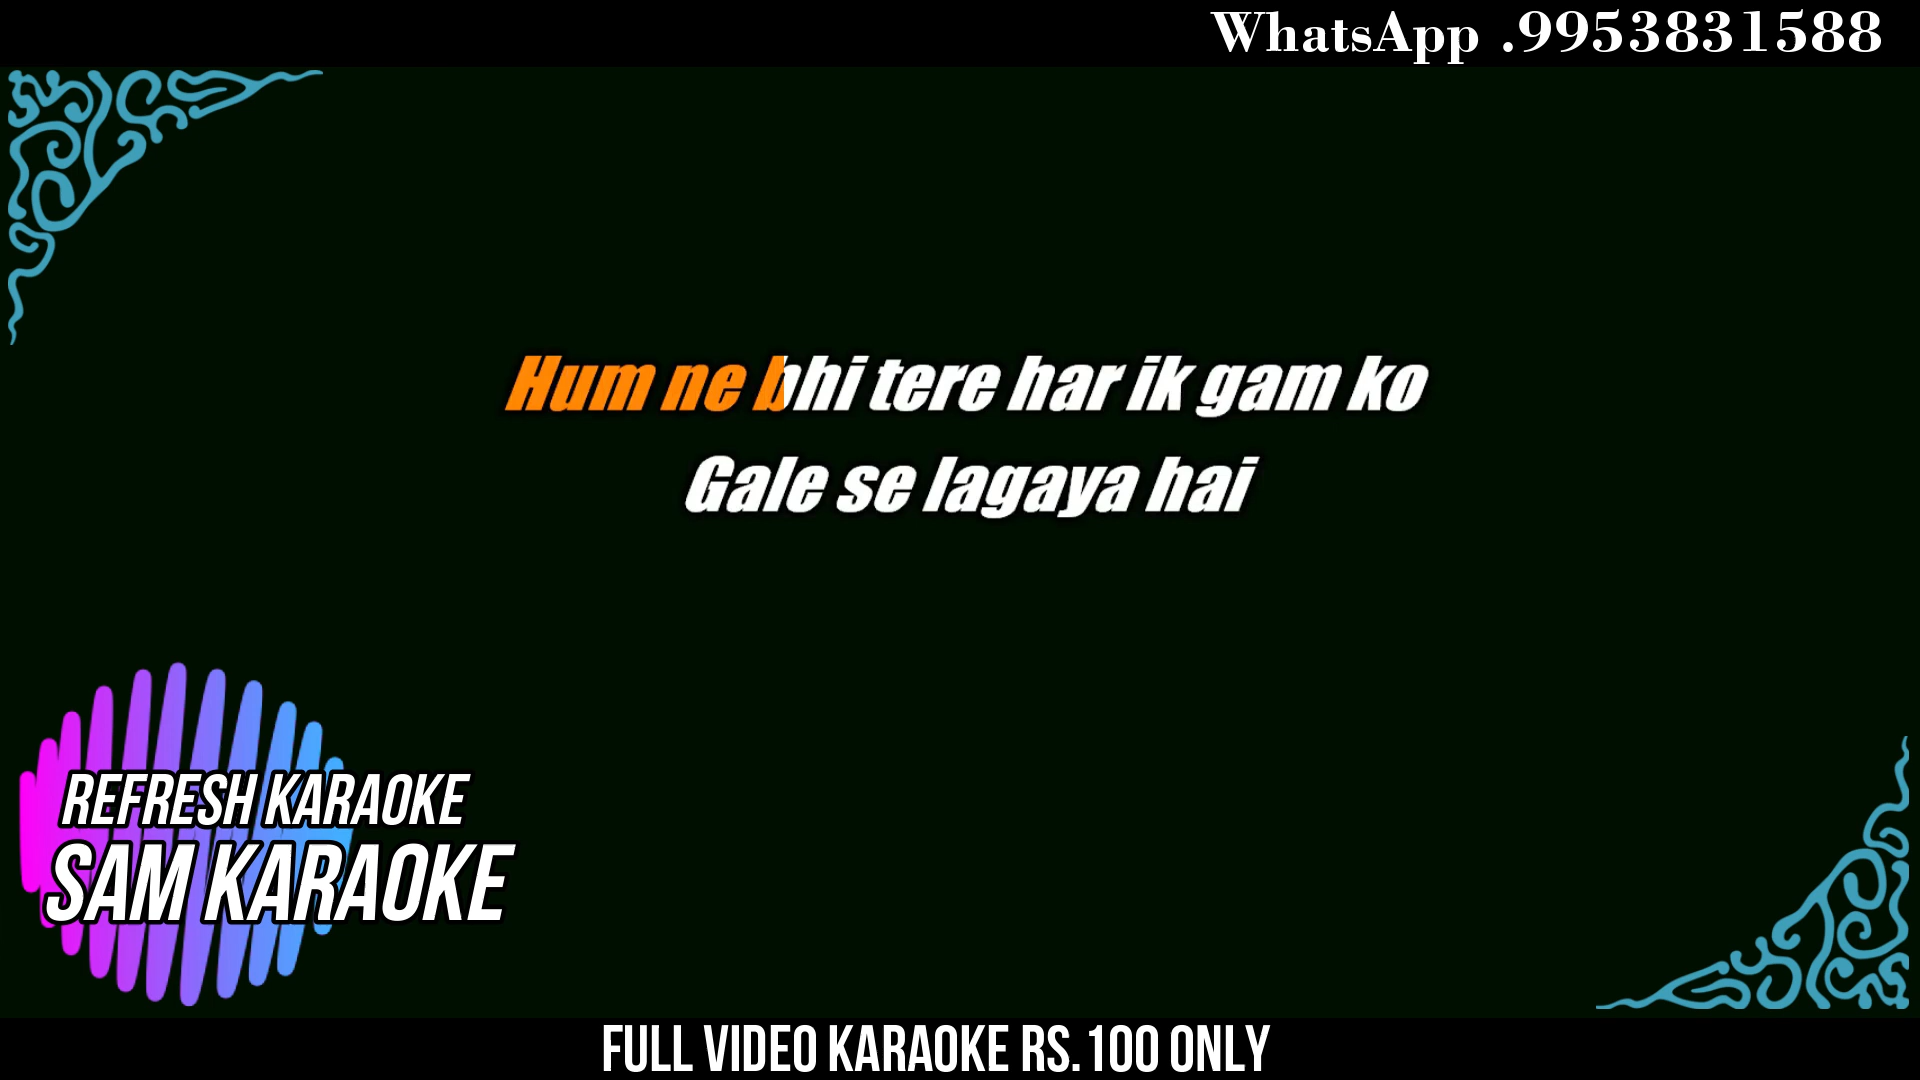 WhatsApp .9953831588
Hum ne bhi tere har ik gam ko
Gale se lagaya hai
REFRESH KARAOKE
SAM KARAOKE
FULL VIDEO KARAOKE RS.100 ONLY